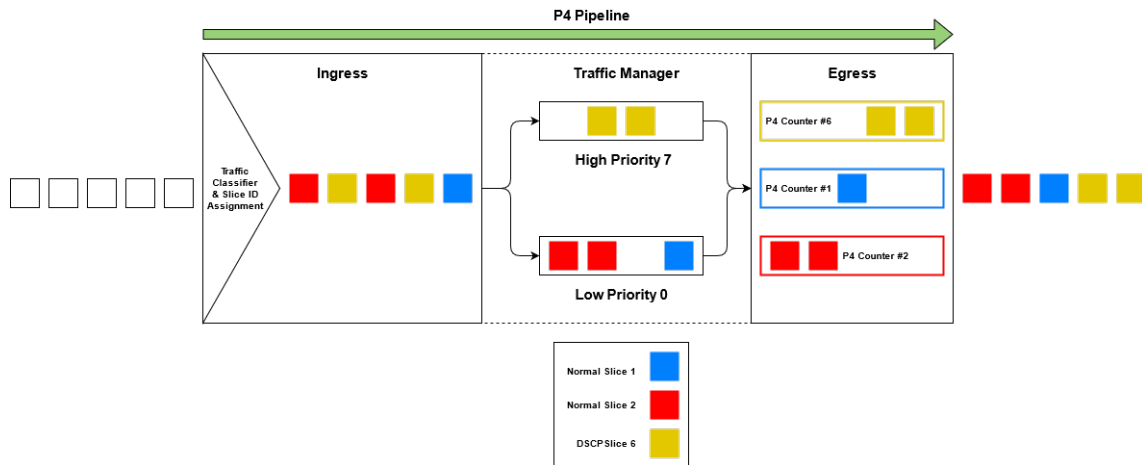 P4 Pipeline
Ingress
Traffic Manager
Egress
Traffic
Classifier
& Slice ID
Assignment
High Priority 7
Low Priority 0
P4 Counter #6
P4 Counter #1
P4 Counter #2
Normal Slice 1
Normal Slice 2
DSCPSlice 6